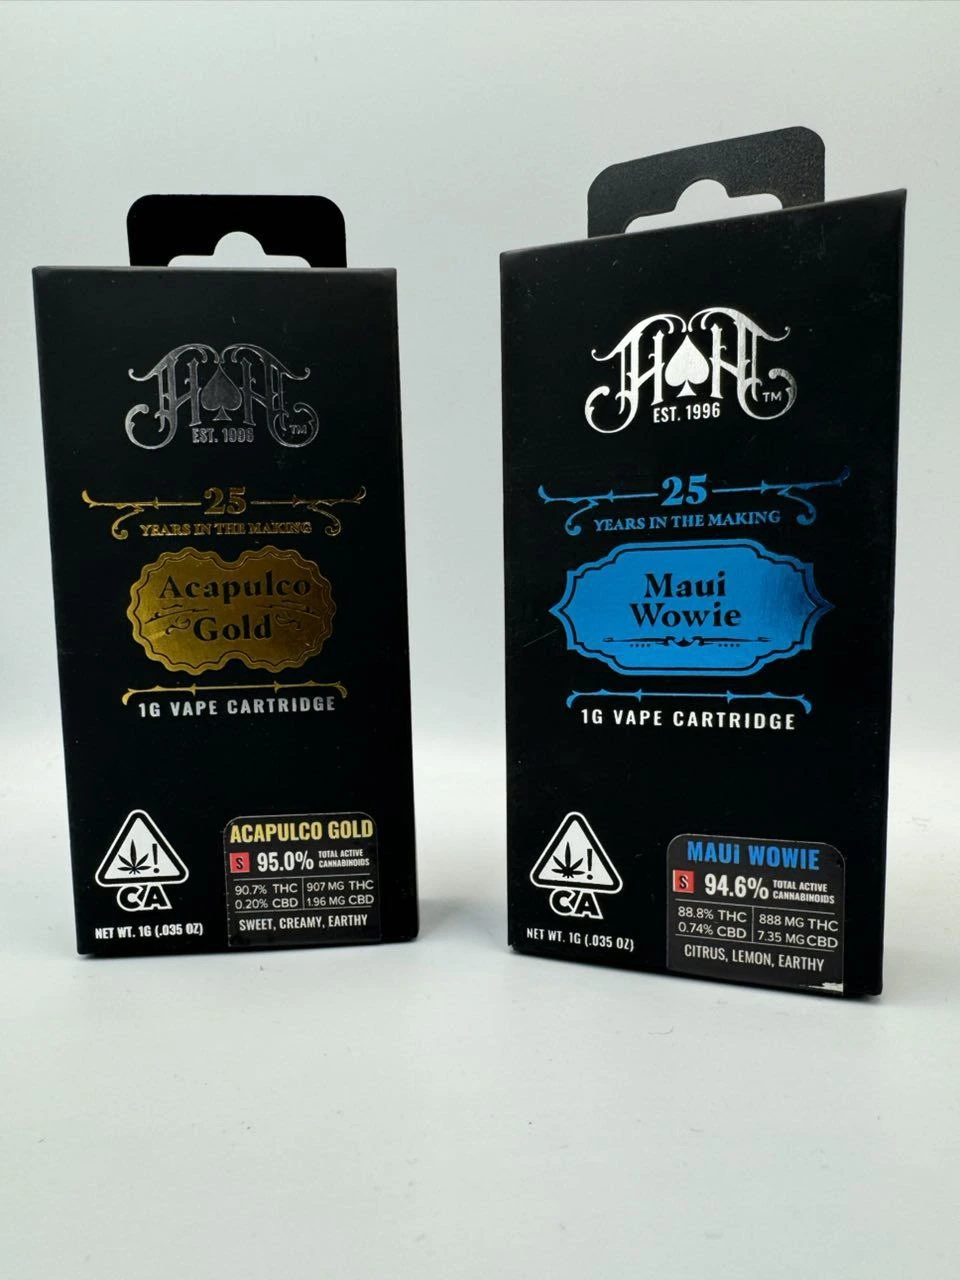 HH
EST. 1996
TM
25
YEARS IN THE MAKING
Acapulco
Gold
1G VAPE CARTRIDGE
CA
NET WT. 1G (.035 OZ)
ACAPULCO GOLD
S 95.0% TOTAL ACTIVE CANNABINOIDS
90.7% THC 907 MG THC
0.20% CBD 1.96 MG CBD
SWEET, CREAMY, EARTHY
HH
TM
EST. 1996
25
YEARS IN THE MAKING
Maui
Wowie
1G VAPE CARTRIDGE
CA
NET WT. 1G (.035 OZ)
MAUi WOWIE
S 94.6% TOTAL ACTIVE CANNABINOIDS
88.8% THC 888 MG THC
0.74% CBD 7.35 MG CBD
CITRUS, LEMON, EARTHY